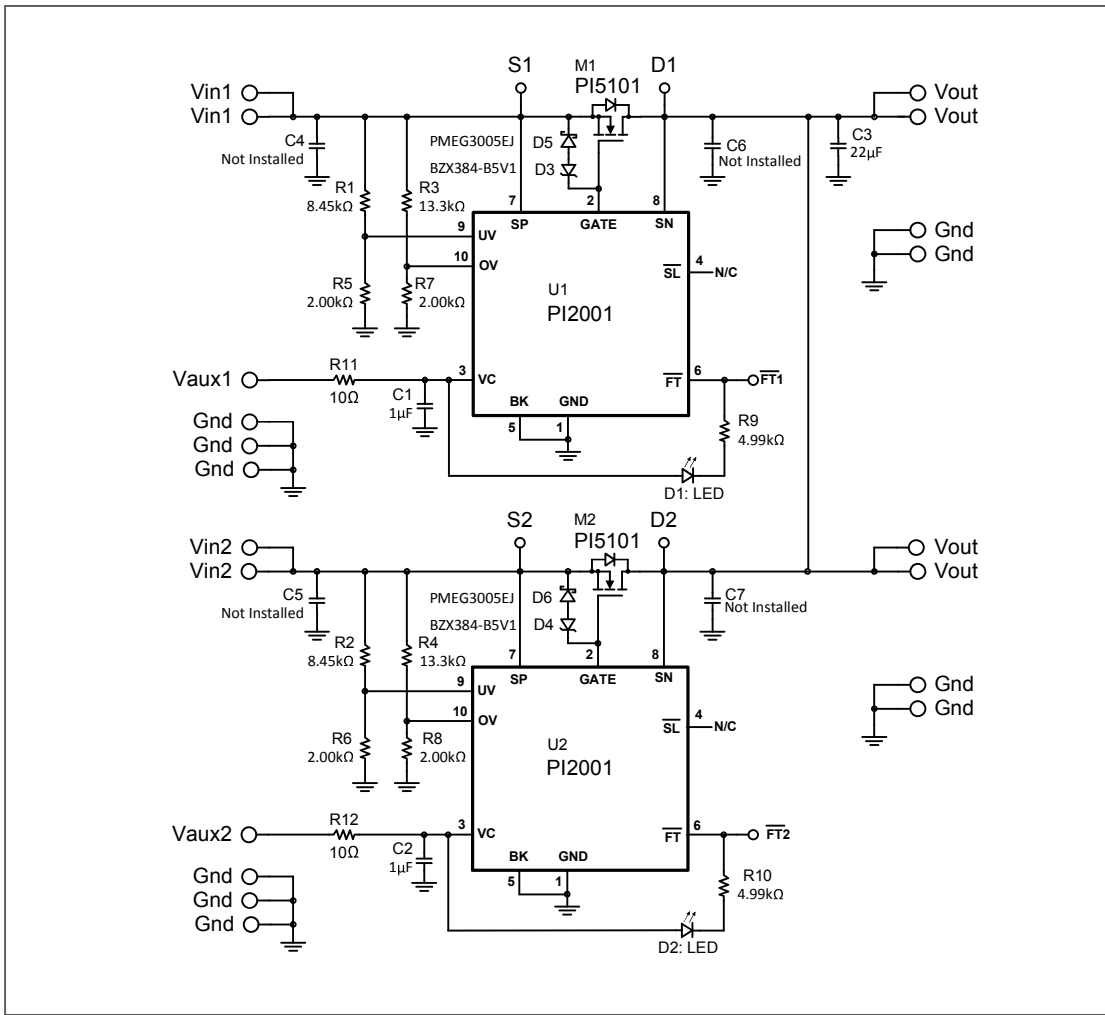 S1
M1
PI5101
D1
Vin1
Vin1
Vout
Vout
C4
Not Installed
PMEG3005EJ
D5
BZX384-B5V1
D3
C6
Not Installed
C3
22µF
R1
8.45kΩ
R3
13.3kΩ
7
SP
2
GATE
8
SN
9
UV
10
OV
4
SL
N/C
Gnd
Gnd
R5
2.00kΩ
R7
2.00kΩ
U1
PI2001
Vaux1
R11
10Ω
C1
1µF
3
VC
6
FT
FT1
BK
GND
5
1
R9
4.99kΩ
Gnd
Gnd
Gnd
D1: LED
S2
M2
PI5101
D2
Vin2
Vin2
Vout
Vout
C5
Not Installed
PMEG3005EJ
D6
BZX384-B5V1
D4
C7
Not Installed
R2
8.45kΩ
R4
13.3kΩ
7
SP
2
GATE
8
SN
9
UV
10
OV
4
SL
N/C
Gnd
Gnd
R6
2.00kΩ
R8
2.00kΩ
U2
PI2001
Vaux2
R12
10Ω
C2
1µF
3
VC
6
FT
FT2
BK
GND
5
1
R10
4.99kΩ
Gnd
Gnd
Gnd
D2: LED